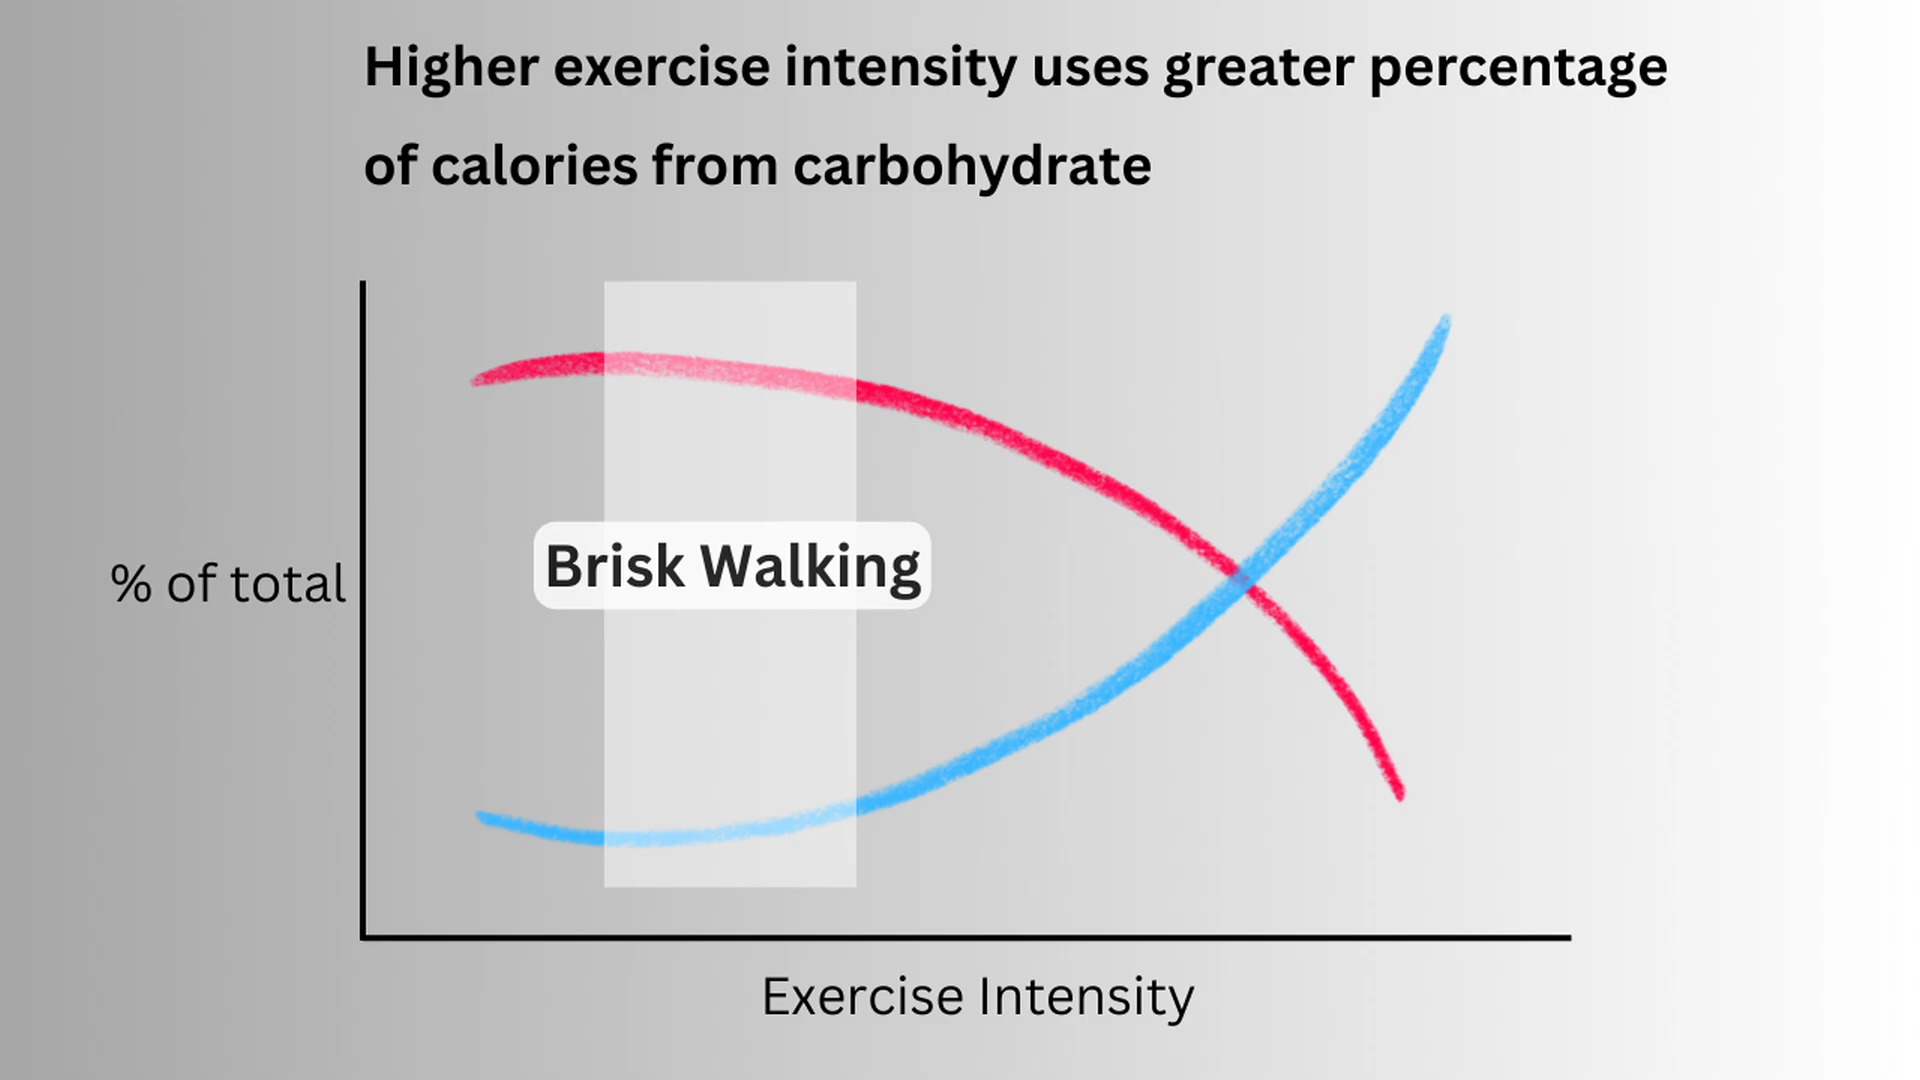 Higher exercise intensity uses greater percentage
of calories from carbohydrate
Brisk Walking
% of total
Exercise Intensity